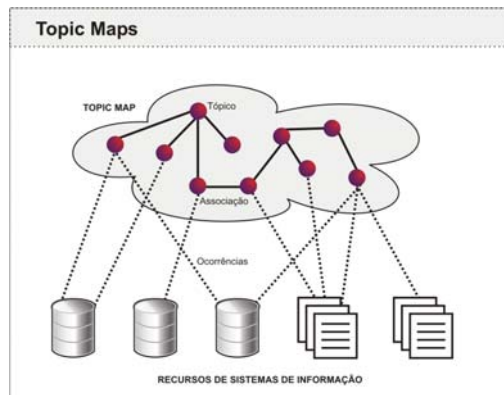 Topic Maps
TOPIC MAP
Tópico
Associação
Ocorrências
RECURSOS DE SISTEMAS DE INFORMAÇÃO